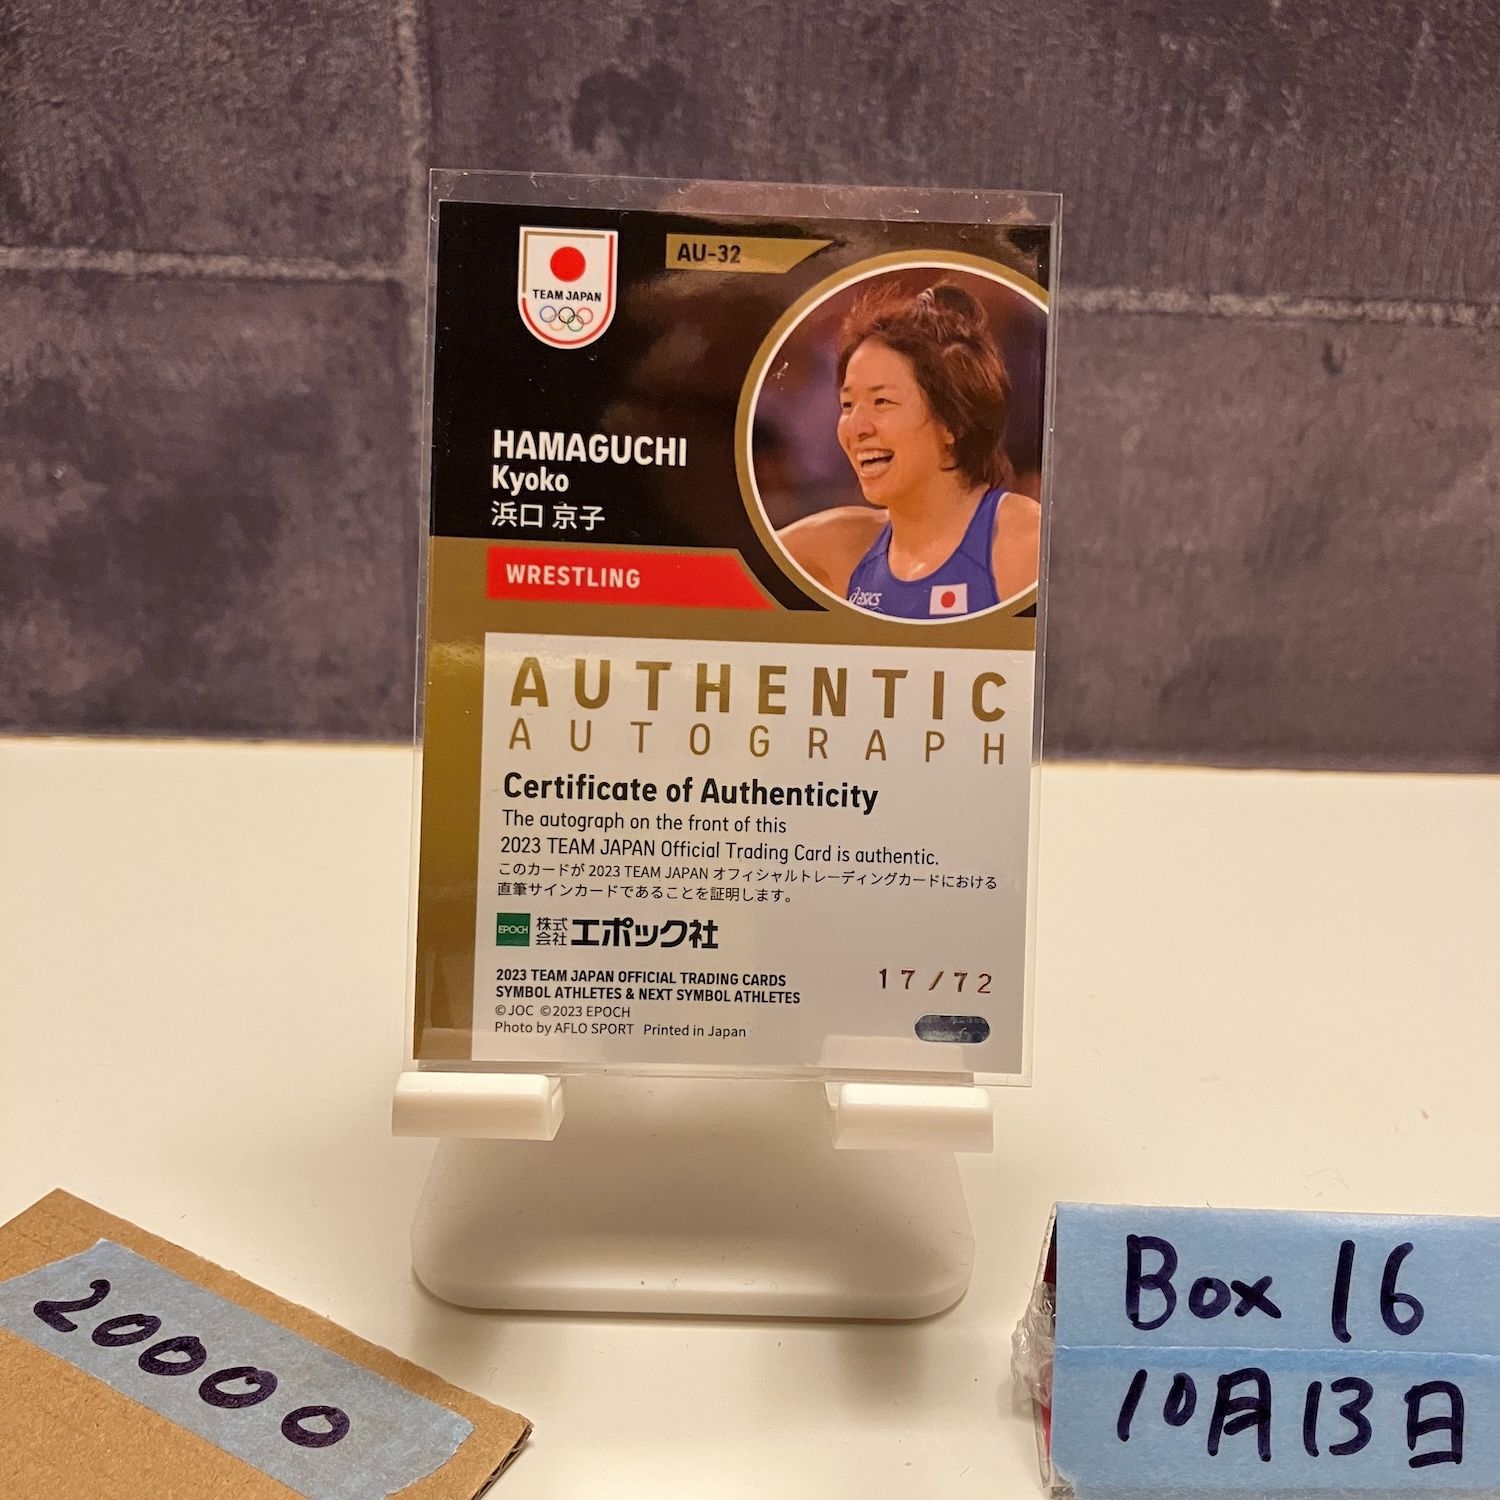 AU-32
TEAM JAPAN
HAMAGUCHI
Kyoko
浜口 京子
WRESTLING
asics
AUTHENTIC
AUTOGRAPH
Certificate of Authenticity
The autograph on the front of this
2023 TEAM JAPAN Official Trading Card is authentic.
このカードが 2023 TEAM JAPAN オフィシャルトレーディングカードにおける
直筆サインカードであることを証明します。
EPOCH 株式会社 エポック社
2023 TEAM JAPAN OFFICIAL TRADING CARDS
SYMBOL ATHLETES & NEXT SYMBOL ATHLETES
©JOC ©2023 EPOCH
Photo by AFLO SPORT Printed in Japan
17/72
20000
Box 16
10月13日